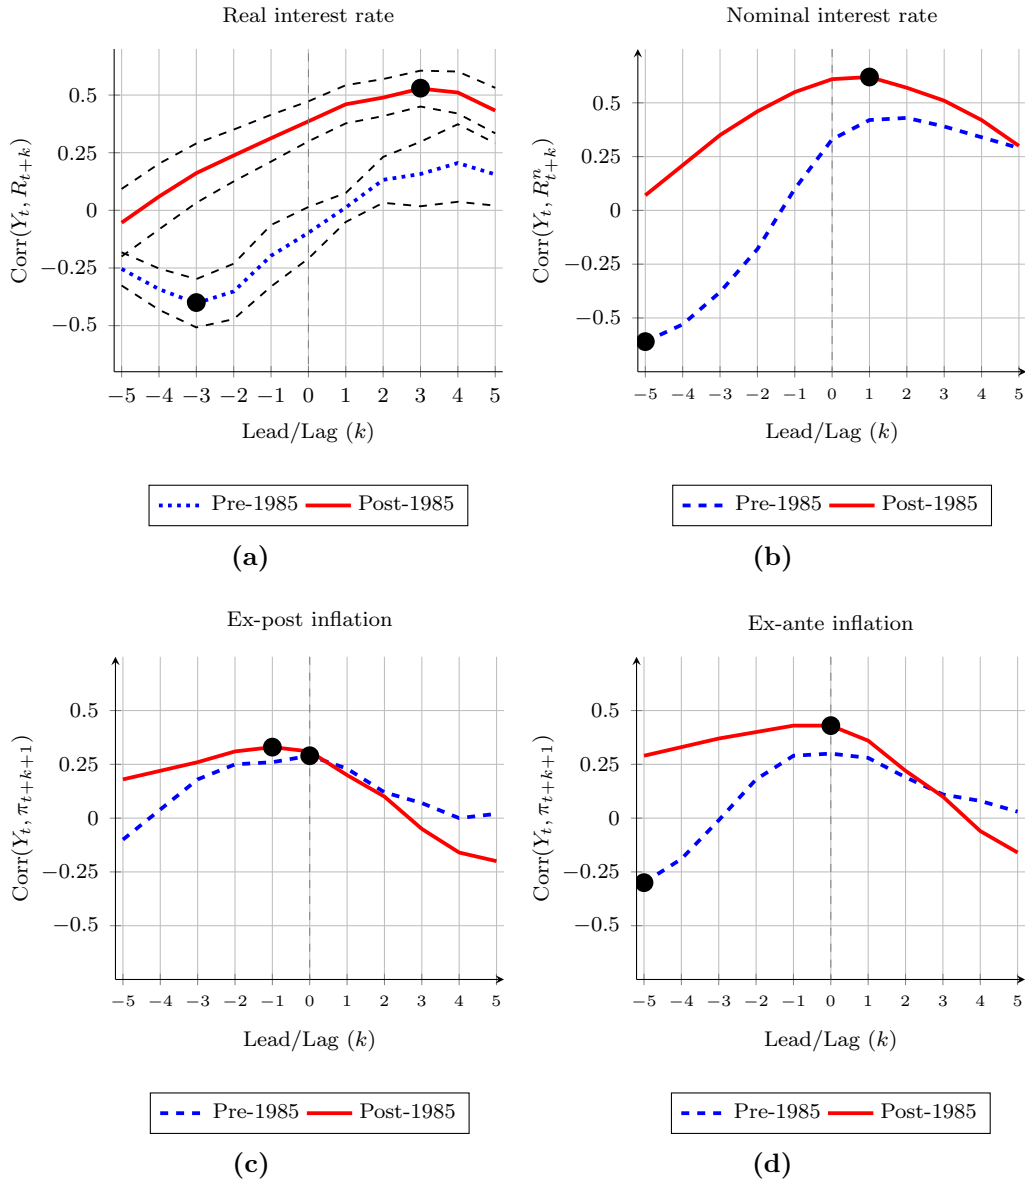 Real interest rate
0.5
0.25
0
−0.25
−0.5
Corr(Y_t, R_{t+k})
−5 −4 −3 −2 −1 0 1 2 3 4 5
Lead/Lag (k)
Pre-1985 Post-1985
(a)
Nominal interest rate
0.5
0.25
0
−0.25
−0.5
Corr(Y_t, R^n_{t+k})
−5 −4 −3 −2 −1 0 1 2 3 4 5
Lead/Lag (k)
Pre-1985 Post-1985
(b)
Ex-post inflation
0.5
0.25
0
−0.25
−0.5
Corr(Y_t, π_{t+k+1})
−5 −4 −3 −2 −1 0 1 2 3 4 5
Lead/Lag (k)
Pre-1985 Post-1985
(c)
Ex-ante inflation
0.5
0.25
0
−0.25
−0.5
Corr(Y_t, π_{t+k+1})
−5 −4 −3 −2 −1 0 1 2 3 4 5
Lead/Lag (k)
Pre-1985 Post-1985
(d)